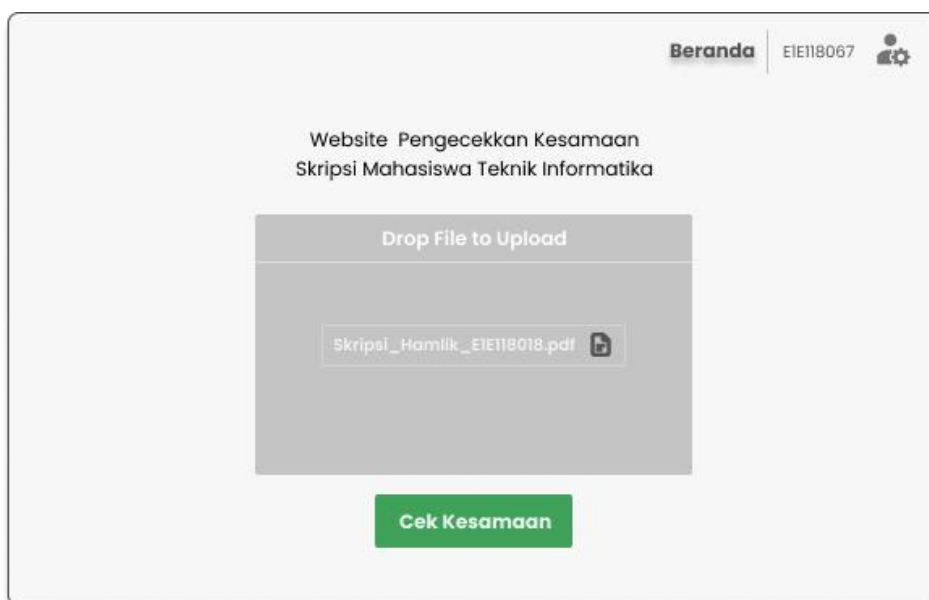 Beranda
E1E118067
Website Pengecekkan Kesamaan
Skripsi Mahasiswa Teknik Informatika
Drop File to Upload
Skripsi_Hamlik_E1E118018.pdf
Cek Kesamaan